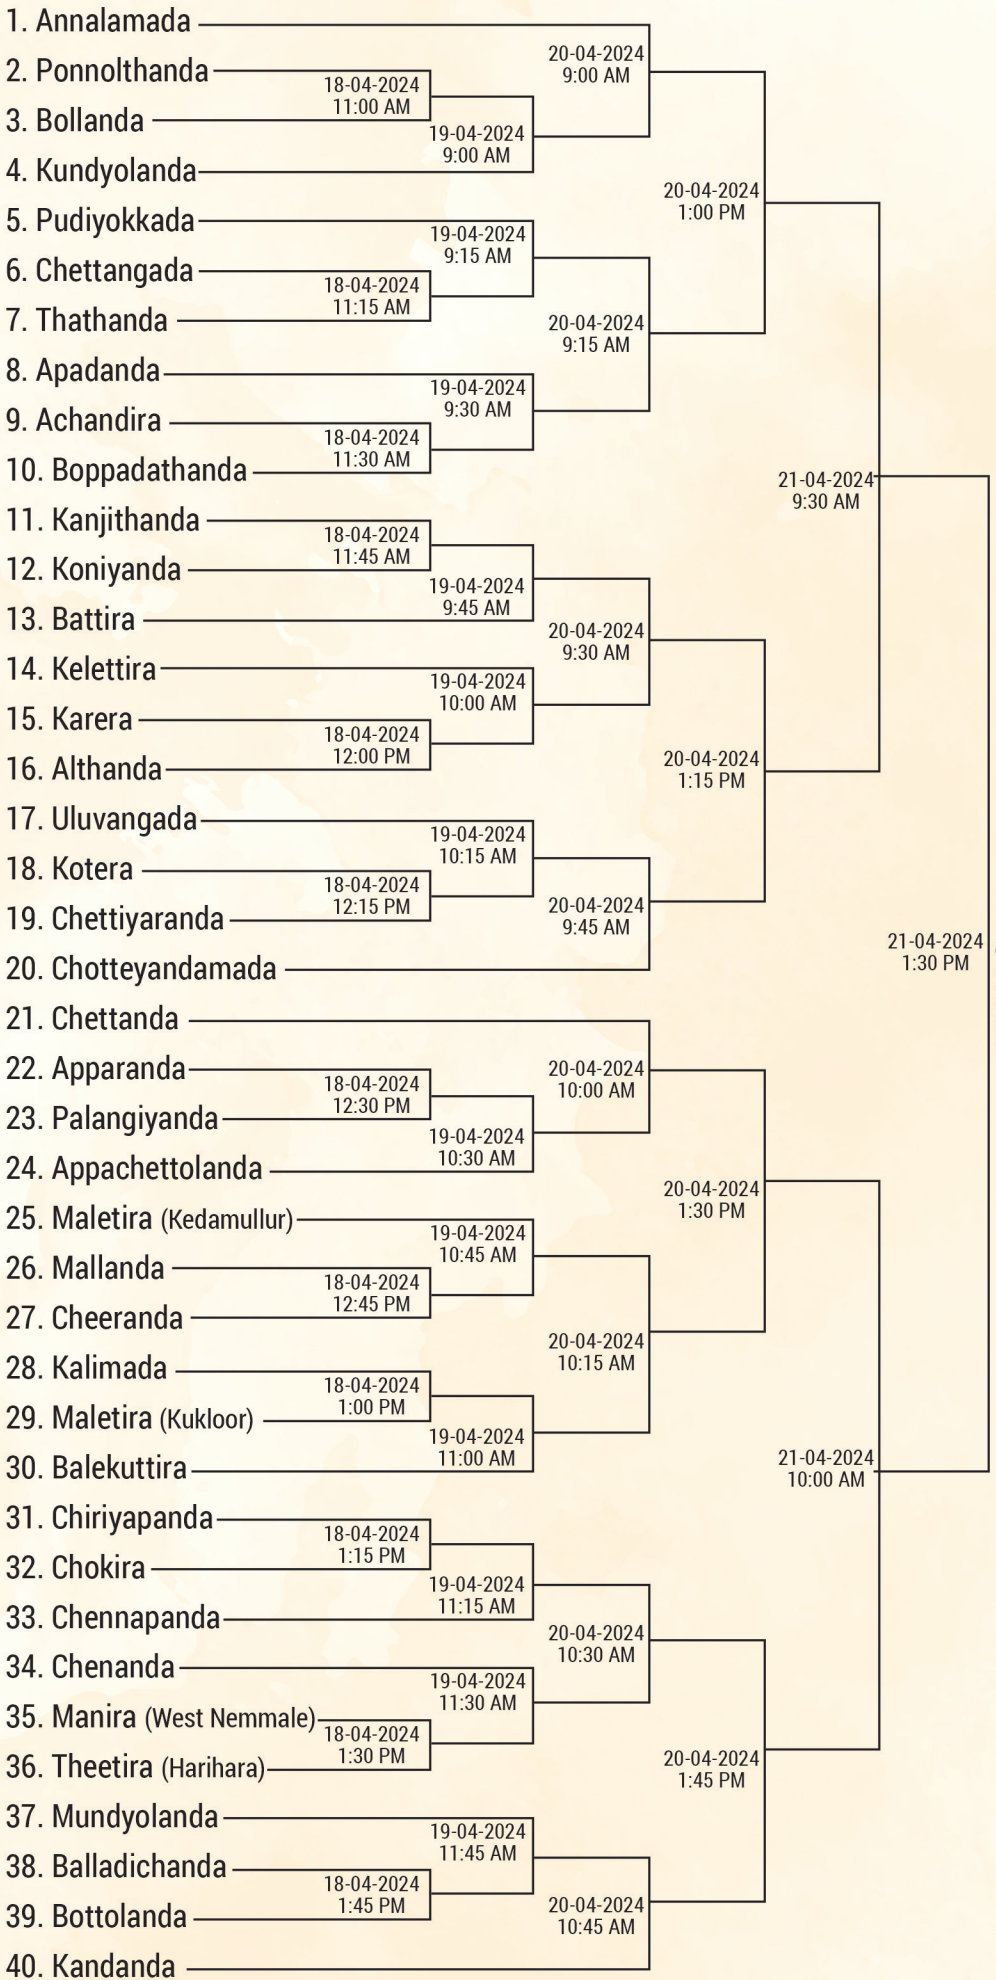 1. Annalamada
2. Ponnolthanda
3. Bollanda
4. Kundyolanda
5. Pudiyokkada
6. Chettangada
7. Thathanda
8. Apadanda
9. Achandira
10. Boppadathanda
11. Kanjithanda
12. Koniyanda
13. Battira
14. Kelettira
15. Karera
16. Althanda
17. Uluvangada
18. Kotera
19. Chettiyaranda
20. Chotteyandamada
21. Chettanda
22. Apparanda
23. Palangiyanda
24. Appachettolanda
25. Maletira (Kedamullur)
26. Mallanda
27. Cheeranda
28. Kalimada
29. Maletira (Kukloor)
30. Balekuttira
31. Chiriyapanda
32. Chokira
33. Chennapanda
34. Chenanda
35. Manira (West Nemmale)
36. Theetira (Harihara)
37. Mundyolanda
38. Balladichanda
39. Bottolanda
40. Kandanda
18-04-2024
11:00 AM
18-04-2024
11:15 AM
18-04-2024
11:30 AM
18-04-2024
11:45 AM
18-04-2024
12:00 PM
18-04-2024
12:15 PM
18-04-2024
12:30 PM
18-04-2024
12:45 PM
18-04-2024
1:00 PM
18-04-2024
1:15 PM
18-04-2024
1:30 PM
18-04-2024
1:45 PM
19-04-2024
9:00 AM
19-04-2024
9:15 AM
19-04-2024
9:30 AM
19-04-2024
9:45 AM
19-04-2024
10:00 AM
19-04-2024
10:15 AM
19-04-2024
10:30 AM
19-04-2024
10:45 AM
19-04-2024
11:00 AM
19-04-2024
11:15 AM
19-04-2024
11:30 AM
19-04-2024
11:45 AM
20-04-2024
9:00 AM
20-04-2024
9:15 AM
20-04-2024
9:30 AM
20-04-2024
9:45 AM
20-04-2024
10:00 AM
20-04-2024
10:15 AM
20-04-2024
10:30 AM
20-04-2024
10:45 AM
20-04-2024
1:00 PM
20-04-2024
1:15 PM
20-04-2024
1:30 PM
20-04-2024
1:45 PM
21-04-2024
9:30 AM
21-04-2024
10:00 AM
21-04-2024
1:30 PM